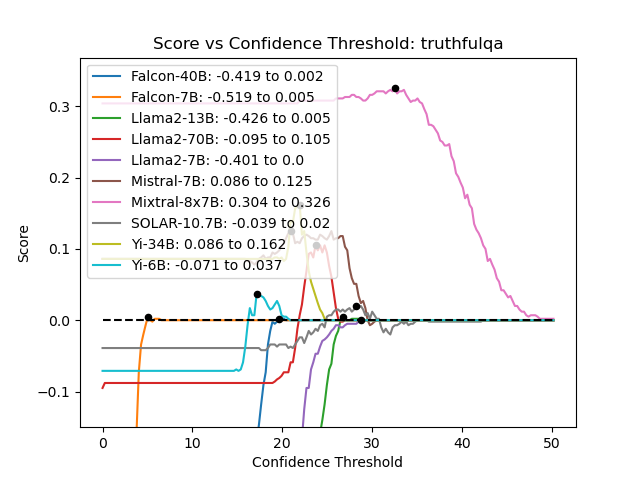 Score vs Confidence Threshold: truthfulqa
Falcon-40B: -0.419 to 0.002
Falcon-7B: -0.519 to 0.005
Llama2-13B: -0.426 to 0.005
Llama2-70B: -0.095 to 0.105
Llama2-7B: -0.401 to 0.0
Mistral-7B: 0.086 to 0.125
Mixtral-8x7B: 0.304 to 0.326
SOLAR-10.7B: -0.039 to 0.02
Yi-34B: 0.086 to 0.162
Yi-6B: -0.071 to 0.037
Score
0.3
0.2
0.1
0.0
−0.1
0
10
20
30
40
50
Confidence Threshold